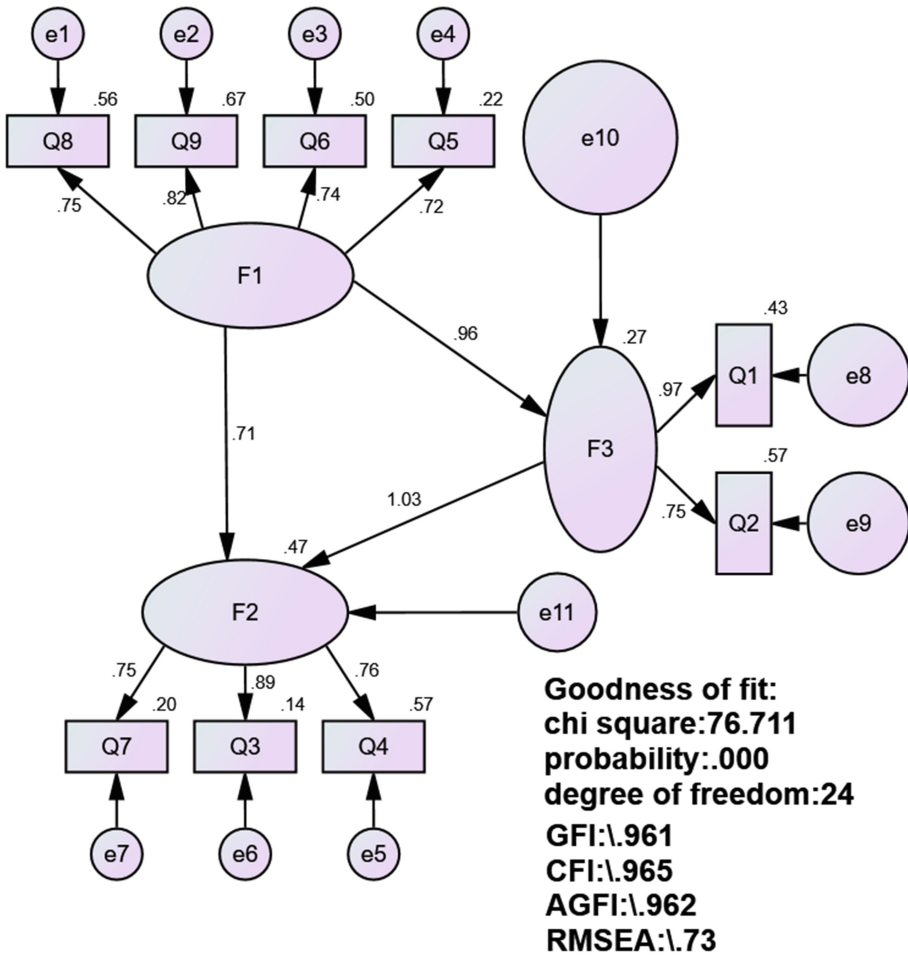 e1 e2 e3 e4
.56 .67 .50 .22
Q8 Q9 Q6 Q5
e10
.75 .82 .74 .72
F1
.96
.27
.43
Q1
e8
.97
F3
.71
1.03
.75
.57
Q2
e9
.47
F2
e11
.75 .89 .76
.20 .14 .57
Q7 Q3 Q4
e7 e6 e5
Goodness of fit:
chi square:76.711
probability:.000
degree of freedom:24
GFI:\.961
CFI:\.965
AGFI:\.962
RMSEA:\.73